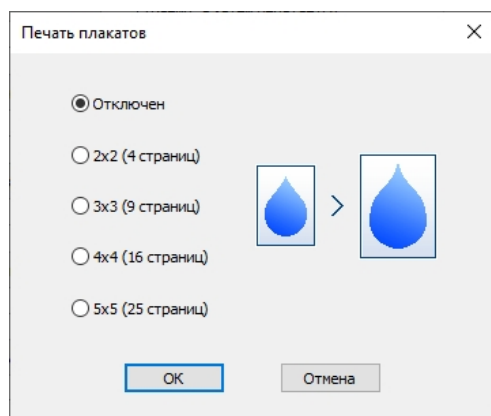 Печать плакатов
Отключен
2x2 (4 страниц)
3x3 (9 страниц)
4x4 (16 страниц)
5x5 (25 страниц)
OK
Отмена